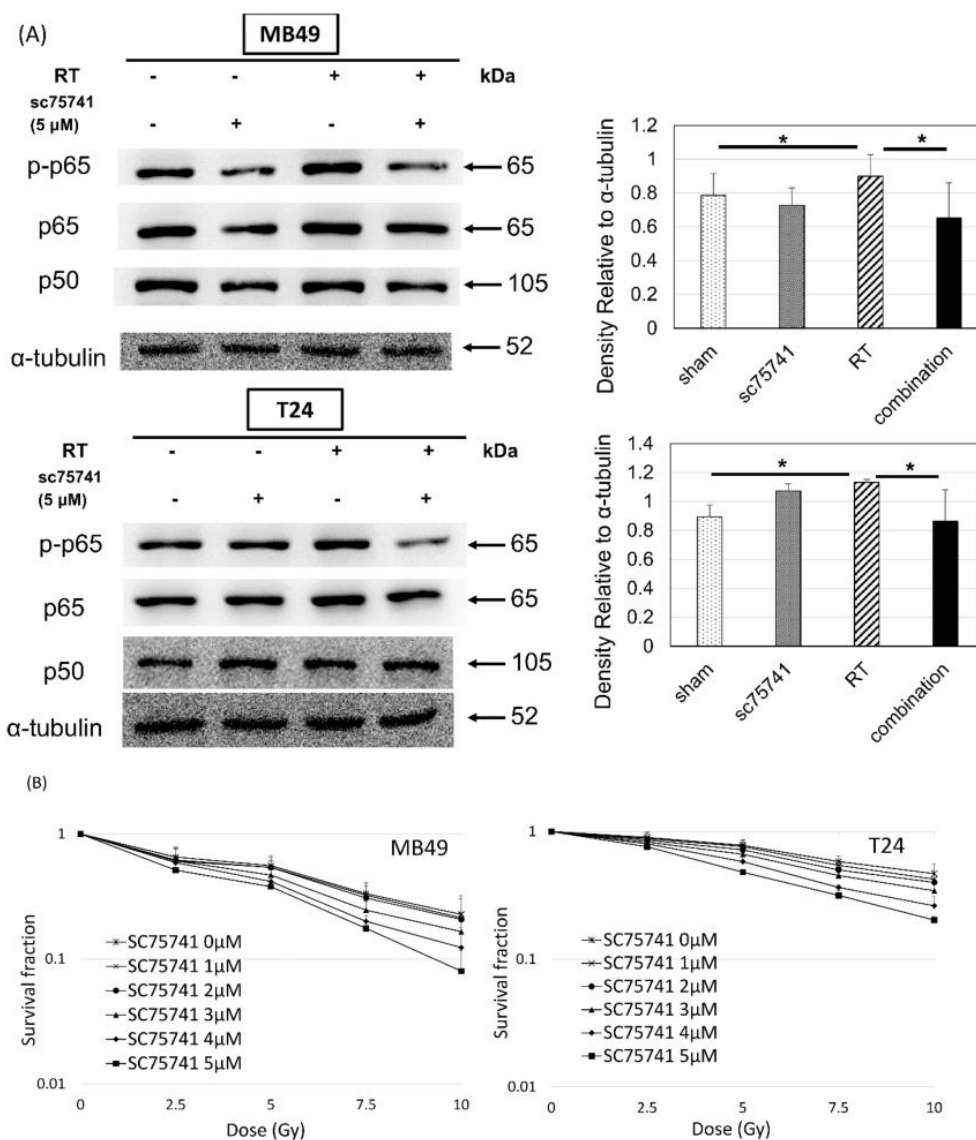 (A)
MB49
RT - - + + kDa
sc75741
(5 μM) - + - +
p-p65 65
p65 65
p50 105
α-tubulin 52
Density Relative to α-tubulin
1.2
1
0.8
0.6
0.4
0.2
0
*
*
sham
sc75741
RT
combination
T24
RT - - + + kDa
sc75741
(5 μM) - + - +
p-p65 65
p65 65
p50 105
α-tubulin 52
Density Relative to α-tubulin
1.4
1.2
1
0.8
0.6
0.4
0.2
0
*
*
sham
sc75741
RT
combination
(B)
MB49
Survival fraction
1
0.1
0.01
SC75741 0μM
SC75741 1μM
SC75741 2μM
SC75741 3μM
SC75741 4μM
SC75741 5μM
0 2.5 5 7.5 10
Dose (Gy)
T24
Survival fraction
1
0.1
0.01
SC75741 0μM
SC75741 1μM
SC75741 2μM
SC75741 3μM
SC75741 4μM
SC75741 5μM
0 2.5 5 7.5 10
Dose (Gy)